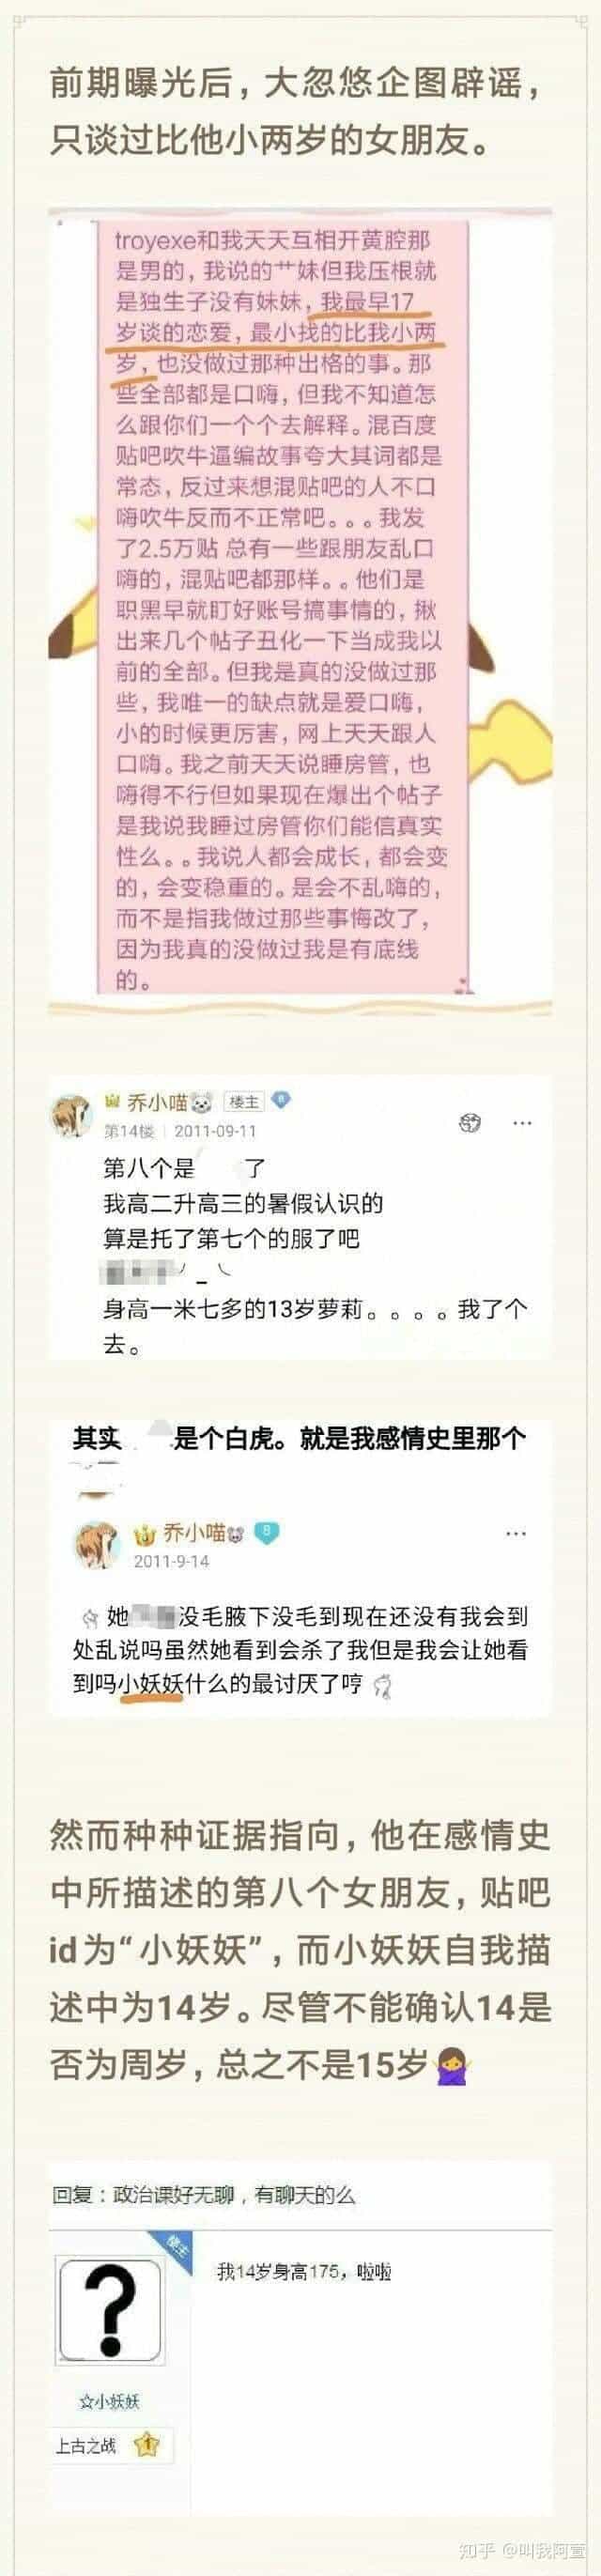 前期曝光后，大忽悠企图辟谣，
只谈过比他小两岁的女朋友。
troyexe和我天天互相开黄腔那
是男的，我说的艹妹但我压根就
是独生子没有妹妹，我最早17
岁谈的恋爱，最小找的比我小两
岁，也没做过那种出格的事。那
些全部都是口嗨，但我不知道怎
么跟你们一个个去解释。混百度
贴吧吹牛逼编故事夸大其词都是
常态，反过来想混贴吧的人不口
嗨吹牛反而不正常吧。。。我发
了2.5万贴 总有一些跟朋友乱口
嗨的，混贴吧都那样。。他们是
职黑早就盯好账号搞事情的，揪
出来几个帖子丑化一下当成我以
前的全部。但我是真的没做过那
些，我唯一的缺点就是爱口嗨，
小的时候更厉害，网上天天跟人
口嗨。我之前天天说睡房管，也
嗨得不行但如果现在爆出个帖子
是我说我睡过房管你们能信真实
性么。。我说人都会成长，都会变
的，会变稳重的。是会不乱嗨的，
而不是指我做过那些事悔改了，
因为我真的没做过我是有底线
的。
乔小喵 楼主 8
第14楼 2011-09-11
第八个是 了
我高二升高三的暑假认识的
算是托了第七个的服了吧
╯_╰
身高一米七多的13岁萝莉。。。。我了个
去。
其实 是个白虎。就是我感情史里那个
乔小喵 8
2011-9-14
她 没毛腋下没毛到现在还没有我会到
处乱说吗虽然她看到会杀了我但是我会让她看
到吗小妖妖什么的最讨厌了哼
然而种种证据指向，他在感情史
中所描述的第八个女朋友，贴吧
id为“小妖妖”，而小妖妖自我描
述中为14岁。尽管不能确认14是
否为周岁，总之不是15岁🙅‍♀️
回复：政治课好无聊，有聊天的么
楼主
我14岁身高175，啦啦
?
☆小妖妖
上古之战 1
知乎 @叫我阿萱